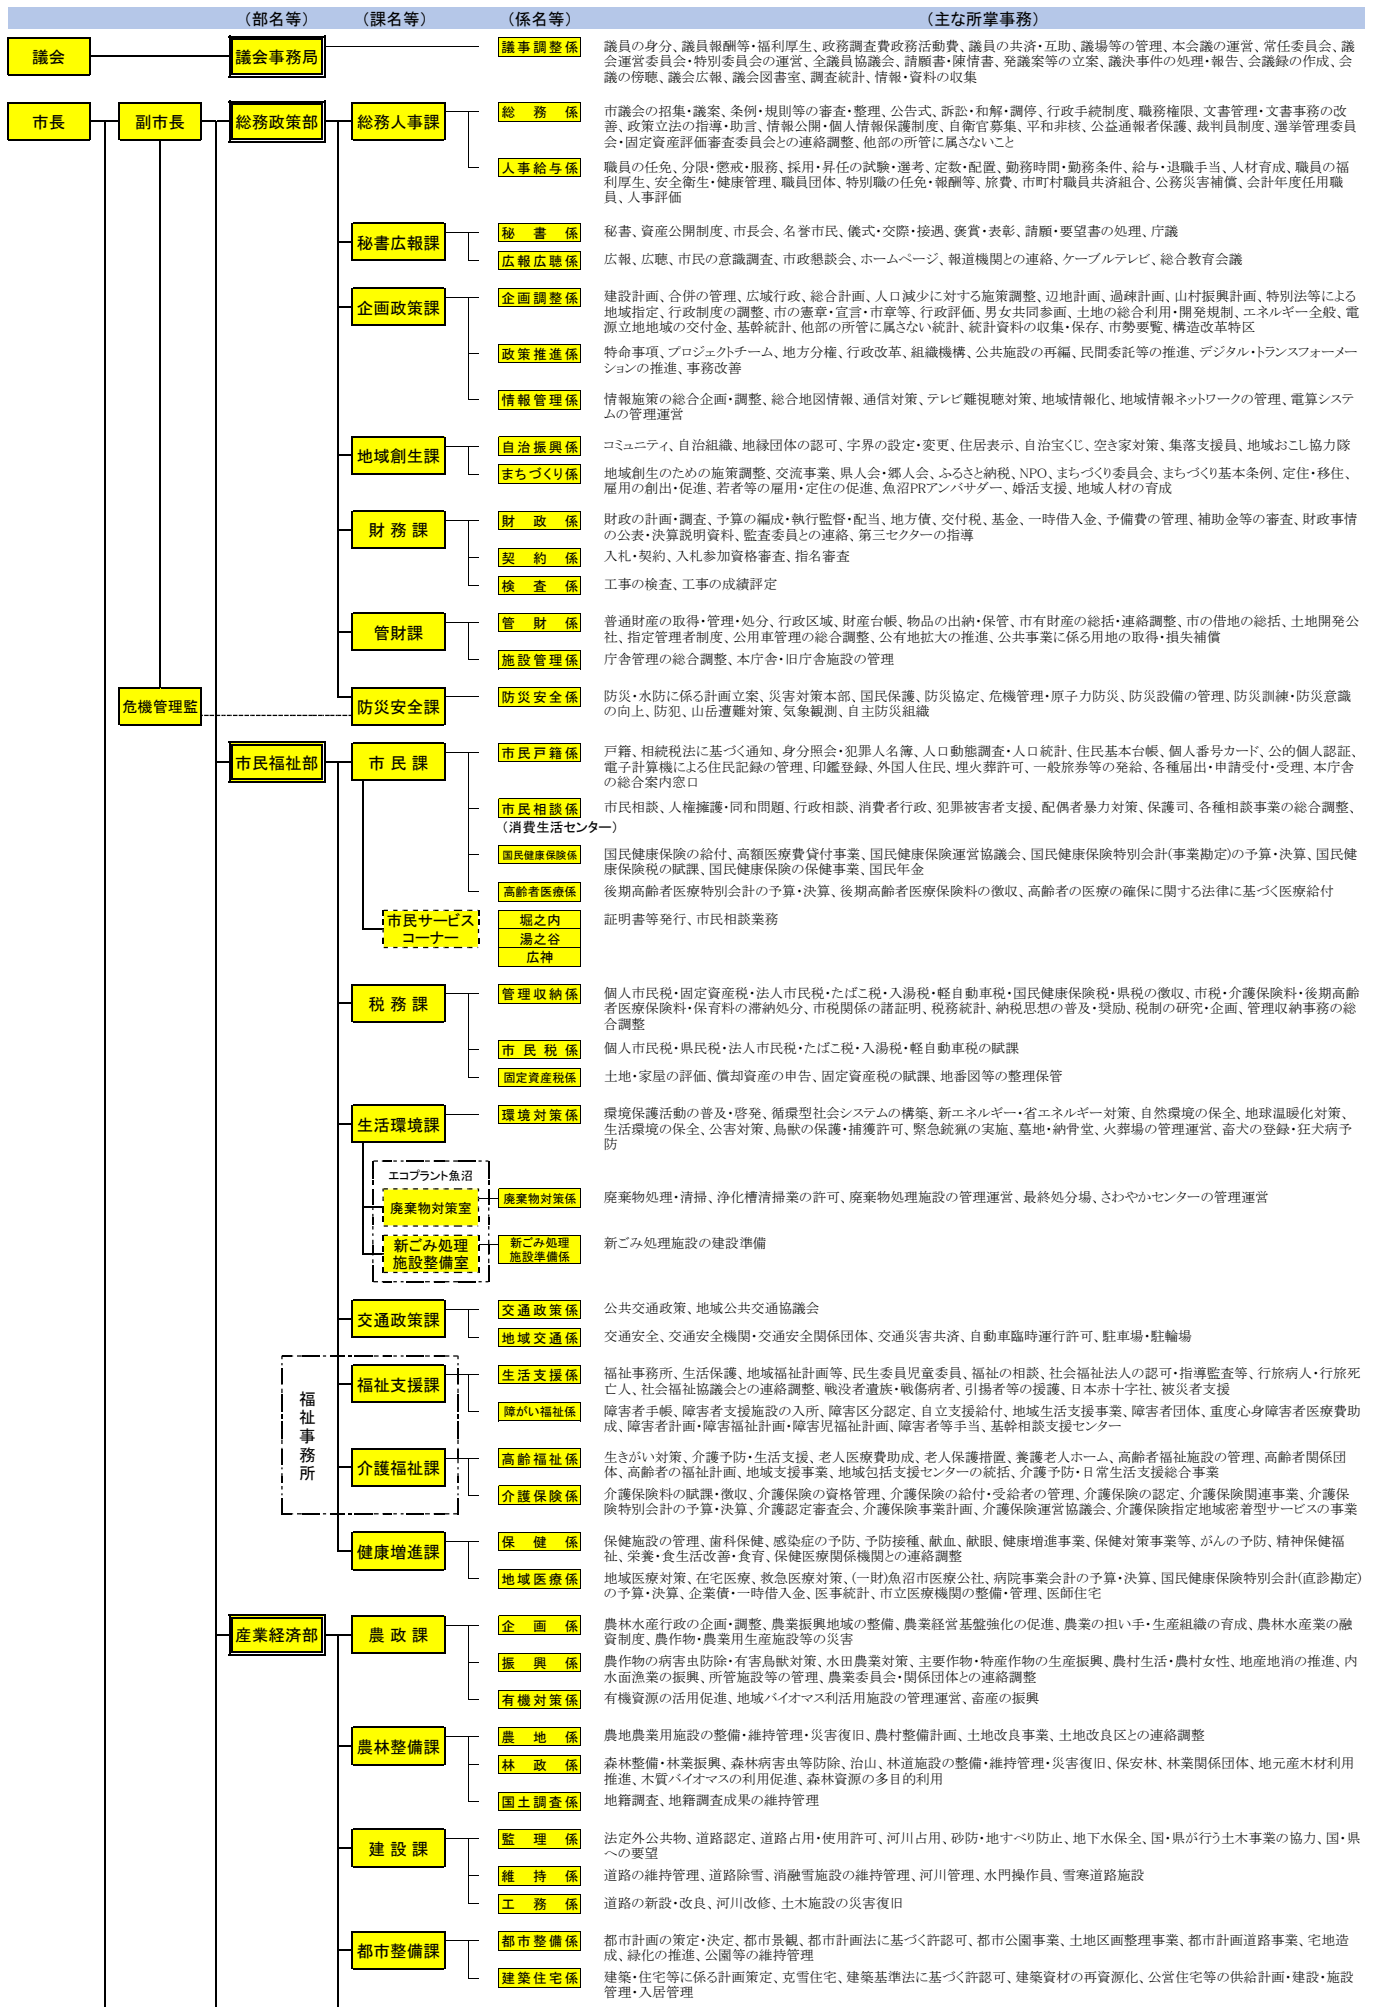 （部名等） （課名等） （係名等） （主な所掌事務）
議会 議会事務局 議事調整係 議員の身分、議員報酬等・福利厚生、政務調査費政務活動費、議員の共済・互助、議場等の管理、本会議の運営、常任委員会、議
会運営委員会・特別委員会の運営、全議員協議会、請願書・陳情書、発議案等の立案、議決事件の処理・報告、会議録の作成、会
議の傍聴、議会広報、議会図書室、調査統計、情報・資料の収集
市長 副市長 総務政策部 総務人事課 総務係 市議会の招集・議案、条例・規則等の審査・整理、公告式、訴訟・和解・調停、行政手続制度、職務権限、文書管理・文書事務の改
善、政策立法の指導・助言、情報公開・個人情報保護制度、自衛官募集、平和非核、公益通報者保護、裁判員制度、選挙管理委員
会・固定資産評価審査委員会との連絡調整、他部の所管に属さないこと
人事給与係 職員の任免、分限・懲戒・服務、採用・昇任の試験・選考、定数・配置、勤務時間・勤務条件、給与・退職手当、人材育成、職員の福
利厚生、安全衛生・健康管理、職員団体、特別職の任免・報酬等、旅費、市町村職員共済組合、公務災害補償、会計年度任用職
員、人事評価
秘書広報課 秘書係 秘書、資産公開制度、市長会、名誉市民、儀式・交際・接遇、褒賞・表彰、請願・要望書の処理、庁議
広報広聴係 広報、広聴、市民の意識調査、市政懇談会、ホームページ、報道機関との連絡、ケーブルテレビ、総合教育会議
企画政策課 企画調整係 建設計画、合併の管理、広域行政、総合計画、人口減少に対する施策調整、辺地計画、過疎計画、山村振興計画、特別法等による
地域指定、行政制度の調整、市の憲章・宣言・市章等、行政評価、男女共同参画、土地の総合利用・開発規制、エネルギー全般、電
源立地地域の交付金、基幹統計、他部の所管に属さない統計、統計資料の収集・保存、市勢要覧、構造改革特区
政策推進係 特命事項、プロジェクトチーム、地方分権、行政改革、組織機構、公共施設の再編、民間委託等の推進、デジタル・トランスフォーメー
ションの推進、事務改善
情報管理係 情報施策の総合企画・調整、総合地図情報、通信対策、テレビ難視聴対策、地域情報化、地域情報ネットワークの管理、電算システ
ムの管理運営
地域創生課 自治振興係 コミュニティ、自治組織、地縁団体の認可、字界の設定・変更、住居表示、自治宝くじ、空き家対策、集落支援員、地域おこし協力隊
まちづくり係 地域創生のための施策調整、交流事業、県人会・郷人会、ふるさと納税、NPO、まちづくり委員会、まちづくり基本条例、定住・移住、
雇用の創出・促進、若者等の雇用・定住の促進、魚沼PRアンバサダー、婚活支援、地域人材の育成
財務課 財政係 財政の計画・調査、予算の編成・執行監督・配当、地方債、交付税、基金、一時借入金、予備費の管理、補助金等の審査、財政事情
の公表・決算説明資料、監査委員との連絡、第三セクターの指導
契約係 入札・契約、入札参加資格審査、指名審査
検査係 工事の検査、工事の成績評定
管財課 管財係 普通財産の取得・管理・処分、行政区域、財産台帳、物品の出納・保管、市有財産の総括・連絡調整、市の借地の総括、土地開発公
社、指定管理者制度、公用車管理の総合調整、公有地拡大の推進、公共事業に係る用地の取得・損失補償
施設管理係 庁舎管理の総合調整、本庁舎・旧庁舎施設の管理
危機管理監 防災安全課 防災安全係 防災・水防に係る計画立案、災害対策本部、国民保護、防災協定、危機管理・原子力防災、防災設備の管理、防災訓練・防災意識
の向上、防犯、山岳遭難対策、気象観測、自主防災組織
市民福祉部 市民課 市民戸籍係 戸籍、相続税法に基づく通知、身分照会・犯罪人名簿、人口動態調査・人口統計、住民基本台帳、個人番号カード、公的個人認証、
電子計算機による住民記録の管理、印鑑登録、外国人住民、埋火葬許可、一般旅券等の発給、各種届出・申請受付・受理、本庁舎
の総合案内窓口
市民相談係 市民相談、人権擁護・同和問題、行政相談、消費者行政、犯罪被害者支援、配偶者暴力対策、保護司、各種相談事業の総合調整、
（消費生活センター）
国民健康保険係 国民健康保険の給付、高額医療費貸付事業、国民健康保険運営協議会、国民健康保険特別会計(事業勘定)の予算・決算、国民健
康保険税の賦課、国民健康保険の保健事業、国民年金
高齢者医療係 後期高齢者医療特別会計の予算・決算、後期高齢者医療保険料の徴収、高齢者の医療の確保に関する法律に基づく医療給付
市民サービス 堀之内 証明書等発行、市民相談業務
コーナー 湯之谷
広神
税務課 管理収納係 個人市民税・固定資産税・法人市民税・たばこ税・入湯税・軽自動車税・国民健康保険税・県税の徴収、市税・介護保険料・後期高齢
者医療保険料・保育料の滞納処分、市税関係の諸証明、税務統計、納税思想の普及・奨励、税制の研究・企画、管理収納事務の総
合調整
市民税係 個人市民税・県民税・法人市民税・たばこ税・入湯税・軽自動車税の賦課
固定資産税係 土地・家屋の評価、償却資産の申告、固定資産税の賦課、地番図等の整理保管
生活環境課 環境対策係 環境保護活動の普及・啓発、循環型社会システムの構築、新エネルギー・省エネルギー対策、自然環境の保全、地球温暖化対策、
生活環境の保全、公害対策、鳥獣の保護・捕獲許可、緊急銃猟の実施、墓地・納骨堂、火葬場の管理運営、畜犬の登録・狂犬病予
防
エコプラント魚沼
廃棄物対策室 廃棄物対策係 廃棄物処理・清掃、浄化槽清掃業の許可、廃棄物処理施設の管理運営、最終処分場、さわやかセンターの管理運営
新ごみ処理 新ごみ処理 新ごみ処理施設の建設準備
施設整備室 施設準備係
交通政策課 交通政策係 公共交通政策、地域公共交通協議会
地域交通係 交通安全、交通安全機関・交通安全関係団体、交通災害共済、自動車臨時運行許可、駐車場・駐輪場
福祉事務所 福祉支援課 生活支援係 福祉事務所、生活保護、地域福祉計画等、民生委員児童委員、福祉の相談、社会福祉法人の認可・指導監査等、行旅病人・行旅死
亡人、社会福祉協議会との連絡調整、戦没者遺族・戦傷病者、引揚者等の援護、日本赤十字社、被災者支援
障がい福祉係 障害者手帳、障害者支援施設の入所、障害区分認定、自立支援給付、地域生活支援事業、障害者団体、重度心身障害者医療費助
成、障害者計画・障害福祉計画・障害児福祉計画、障害者等手当、基幹相談支援センター
介護福祉課 高齢福祉係 生きがい対策、介護予防・生活支援、老人医療費助成、老人保護措置、養護老人ホーム、高齢者福祉施設の管理、高齢者関係団
体、高齢者の福祉計画、地域支援事業、地域包括支援センターの統括、介護予防・日常生活支援総合事業
介護保険係 介護保険料の賦課・徴収、介護保険の資格管理、介護保険の給付・受給者の管理、介護保険の認定、介護保険関連事業、介護保
険特別会計の予算・決算、介護認定審査会、介護保険事業計画、介護保険運営協議会、介護保険指定地域密着型サービスの事業
健康増進課 保健係 保健施設の管理、歯科保健、感染症の予防、予防接種、献血、献眼、健康増進事業、保健対策事業等、がんの予防、精神保健福
祉、栄養・食生活改善・食育、保健医療関係機関との連絡調整
地域医療係 地域医療対策、在宅医療、救急医療対策、(一財)魚沼市医療公社、病院事業会計の予算・決算、国民健康保険特別会計(直診勘定)
の予算・決算、企業債・一時借入金、医事統計、市立医療機関の整備・管理、医師住宅
産業経済部 農政課 企画係 農林水産行政の企画・調整、農業振興地域の整備、農業経営基盤強化の促進、農業の担い手・生産組織の育成、農林水産業の融
資制度、農作物・農業用生産施設等の災害
振興係 農作物の病害虫防除・有害鳥獣対策、水田農業対策、主要作物・特産作物の生産振興、農村生活・農村女性、地産地消の推進、内
水面漁業の振興、所管施設等の管理、農業委員会・関係団体との連絡調整
有機対策係 有機資源の活用促進、地域バイオマス利活用施設の管理運営、畜産の振興
農林整備課 農地係 農地農業用施設の整備・維持管理・災害復旧、農村整備計画、土地改良事業、土地改良区との連絡調整
林政係 森林整備・林業振興、森林病害虫等防除、治山、林道施設の整備・維持管理・災害復旧、保安林、林業関係団体、地元産木材利用
推進、木質バイオマスの利用促進、森林資源の多目的利用
国土調査係 地籍調査、地籍調査成果の維持管理
建設課 監理係 法定外公共物、道路認定、道路占用・使用許可、河川占用、砂防・地すべり防止、地下水保全、国・県が行う土木事業の協力、国・県
への要望
維持係 道路の維持管理、道路除雪、消融雪施設の維持管理、河川管理、水門操作員、雪寒道路施設
工務係 道路の新設・改良、河川改修、土木施設の災害復旧
都市整備課 都市整備係 都市計画の策定・決定、都市景観、都市計画法に基づく許認可、都市公園事業、土地区画整理事業、都市計画道路事業、宅地造
成、緑化の推進、公園等の維持管理
建築住宅係 建築・住宅等に係る計画策定、克雪住宅、建築基準法に基づく許認可、建築資材の再資源化、公営住宅等の供給計画・建設・施設
管理・入居管理